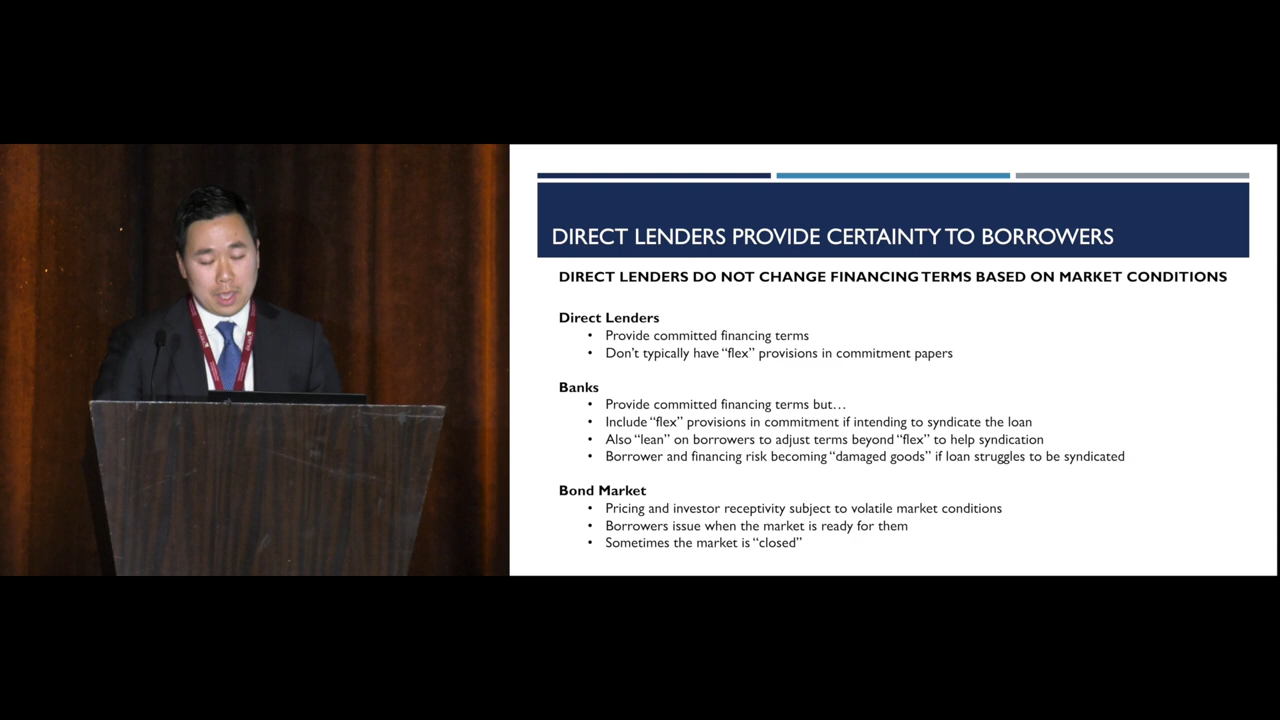 DIRECT LENDERS PROVIDE CERTAINTY TO BORROWERS
DIRECT LENDERS DO NOT CHANGE FINANCING TERMS BASED ON MARKET CONDITIONS
Direct Lenders
• Provide committed financing terms
• Don't typically have “flex” provisions in commitment papers
Banks
• Provide committed financing terms but…
• Include “flex” provisions in commitment if intending to syndicate the loan
• Also “lean” on borrowers to adjust terms beyond “flex” to help syndication
• Borrower and financing risk becoming “damaged goods” if loan struggles to be syndicated
Bond Market
• Pricing and investor receptivity subject to volatile market conditions
• Borrowers issue when the market is ready for them
• Sometimes the market is “closed”